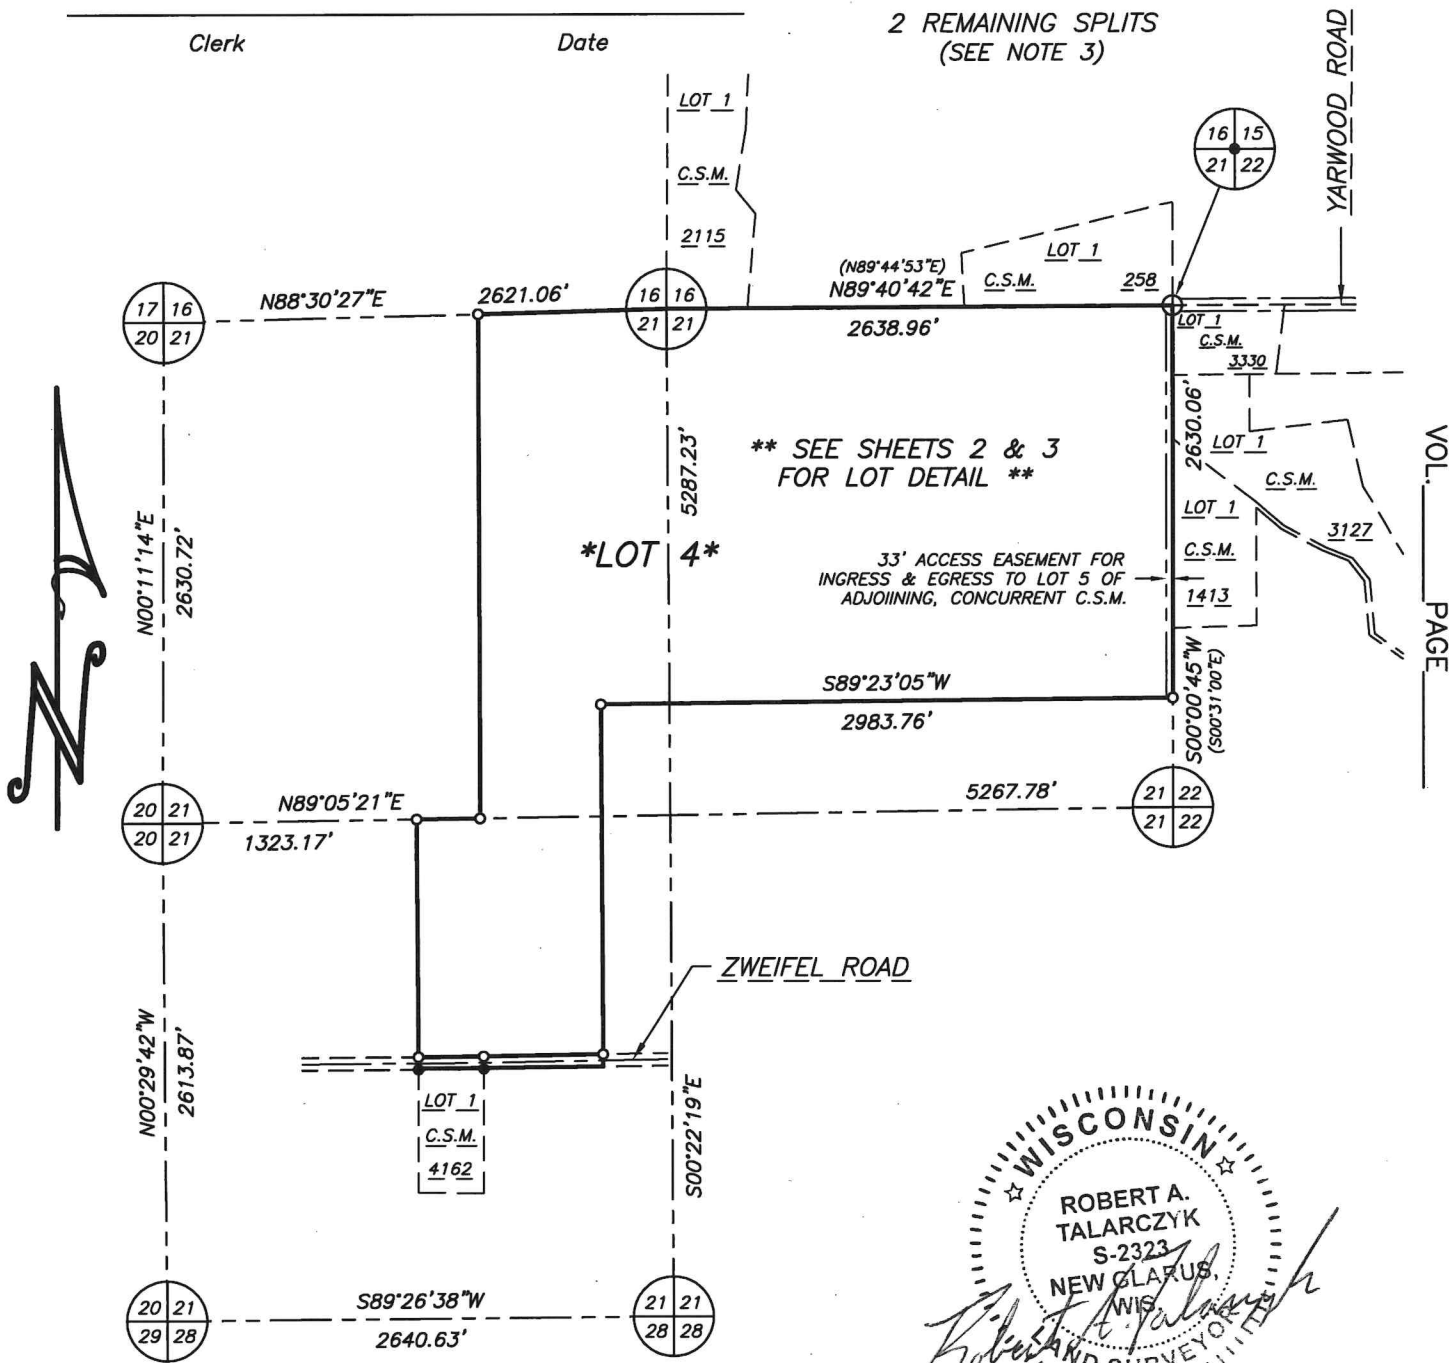 Clerk
Date
2 REMAINING SPLITS
(SEE NOTE 3)
YARWOOD ROAD
LOT 1
C.S.M.
2115
16 15
21 22
LOT 1
C.S.M.
258
17 16
20 21
N88°30'27"E
2621.06'
16 16
21 21
(N89°44'53"E)
N89°40'42"E
2638.96'
LOT 1
C.S.M.
3330
2630.06'
5287.23'
** SEE SHEETS 2 & 3
FOR LOT DETAIL **
LOT 1
C.S.M.
3127
N00°11'14"E
2630.72'
*LOT 4*
33' ACCESS EASEMENT FOR
INGRESS & EGRESS TO LOT 5 OF
ADJOIINING, CONCURRENT C.S.M.
LOT 1
C.S.M.
1413
VOL. PAGE
N
S89°23'05"W
2983.76'
S00°00'45"W
(S00°31'00"E)
20 21
20 21
N89°05'21"E
1323.17'
5267.78'
21 22
21 22
ZWEIFEL ROAD
N00°29'42"W
2613.87'
LOT 1
C.S.M.
4162
S00°22'19"E
20 21
29 28
S89°26'38"W
2640.63'
21 21
28 28
WISCONSIN
ROBERT A.
TALARCZYK
S-2323
NEW GLARUS,
WIS.
LAND SURVEYOR
Robert A. Talarczyk